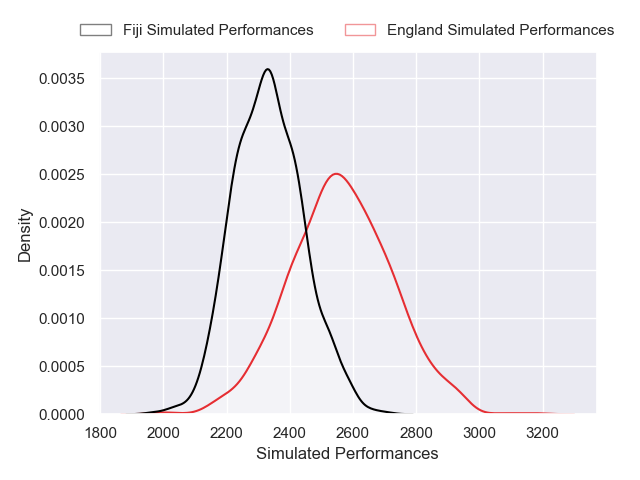 Fiji Simulated Performances England Simulated Performances
0.0035
0.0030
0.0025
0.0020
0.0015
0.0010
0.0005
0.0000
Density
1800 2000 2200 2400 2600 2800 3000 3200
Simulated Performances